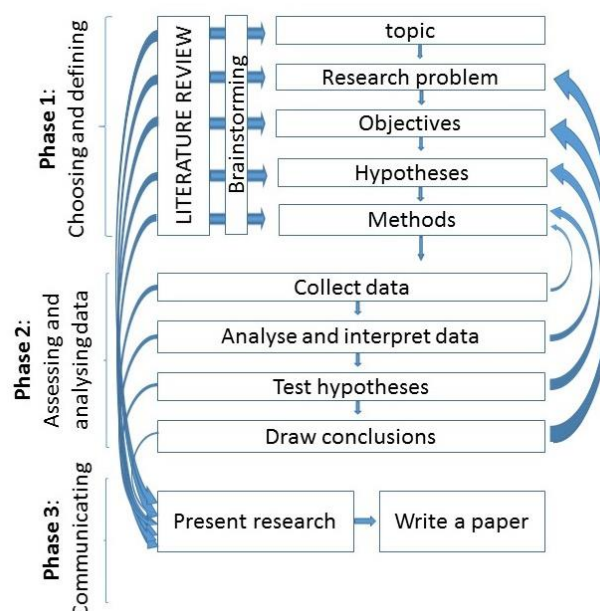 Phase 1:
Choosing and defining
LITERATURE REVIEW
Brainstorming
topic
Research problem
Objectives
Hypotheses
Methods
Phase 2:
Assessing and
analysing data
Collect data
Analyse and interpret data
Test hypotheses
Draw conclusions
Phase 3:
Communicating
Present research
Write a paper